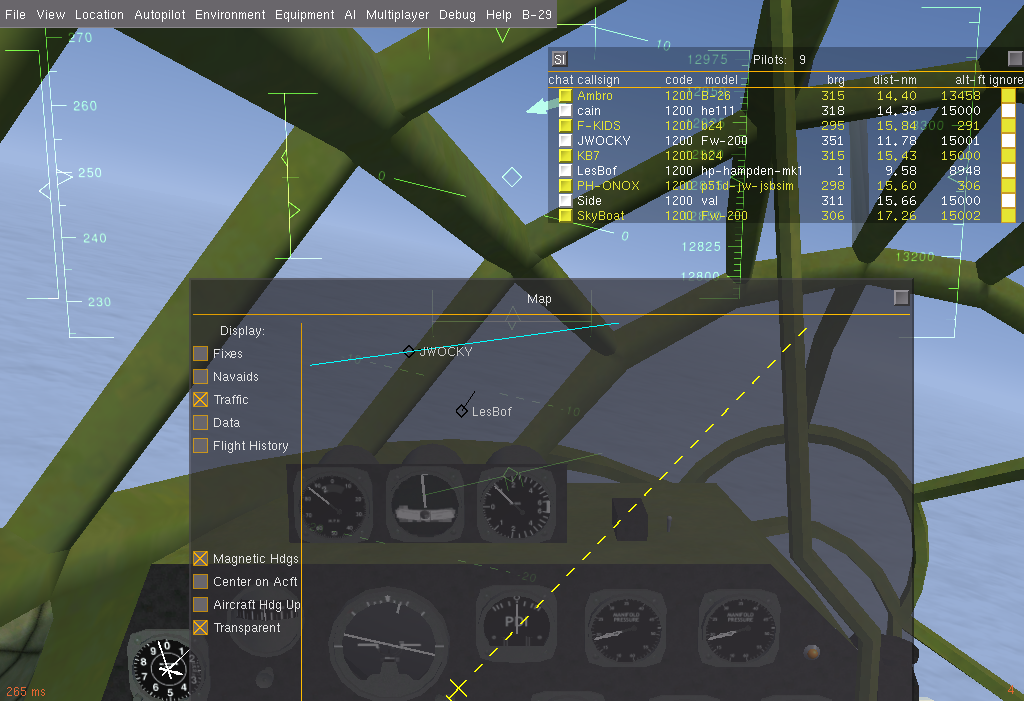 File View Location Autopilot Environment Equipment AI Multiplayer Debug Help B-29
270
260
250
240
230
10
0
0
12975
12825
12800
13200
SI Pilots: 9
chat callsign code model brg dist-nm alt-ft ignore
Ambro 1200 B-26 315 14.40 13458
cain 1200 he111 318 14.38 15000
F-KIDS 1200 b24 295 15.84 291
JWOCKY 1200 Fw-200 351 11.78 15001
KB7 1200 b24 315 15.43 15000
LesBof 1200 hp-hampden-mk1 1 9.58 8948
PH-ONOX 1200 p51d-jw-jsbsim 298 15.60 306
Side 1200 val 311 15.66 15000
SkyBoat 1200 Fw-200 306 17.26 15002
Map
Display:
Fixes
Navaids
Traffic
Data
Flight History
Magnetic Hdgs
Center on Acft
Aircraft Hdg Up
Transparent
JWOCKY
LesBof
-10
-20
PDI
MANIFOLD PRESSURE
MANIFOLD PRESSURE
265 ms
4